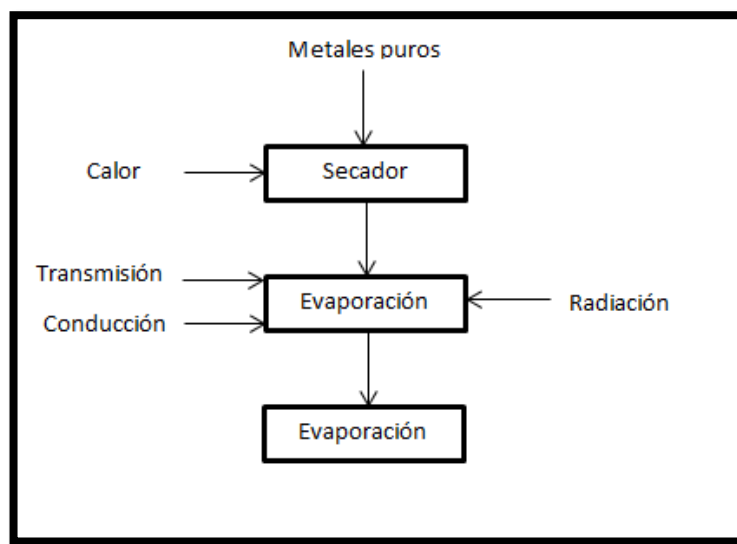 Metales puros
Calor
Secador
Transmisión
Evaporación
Radiación
Conducción
Evaporación